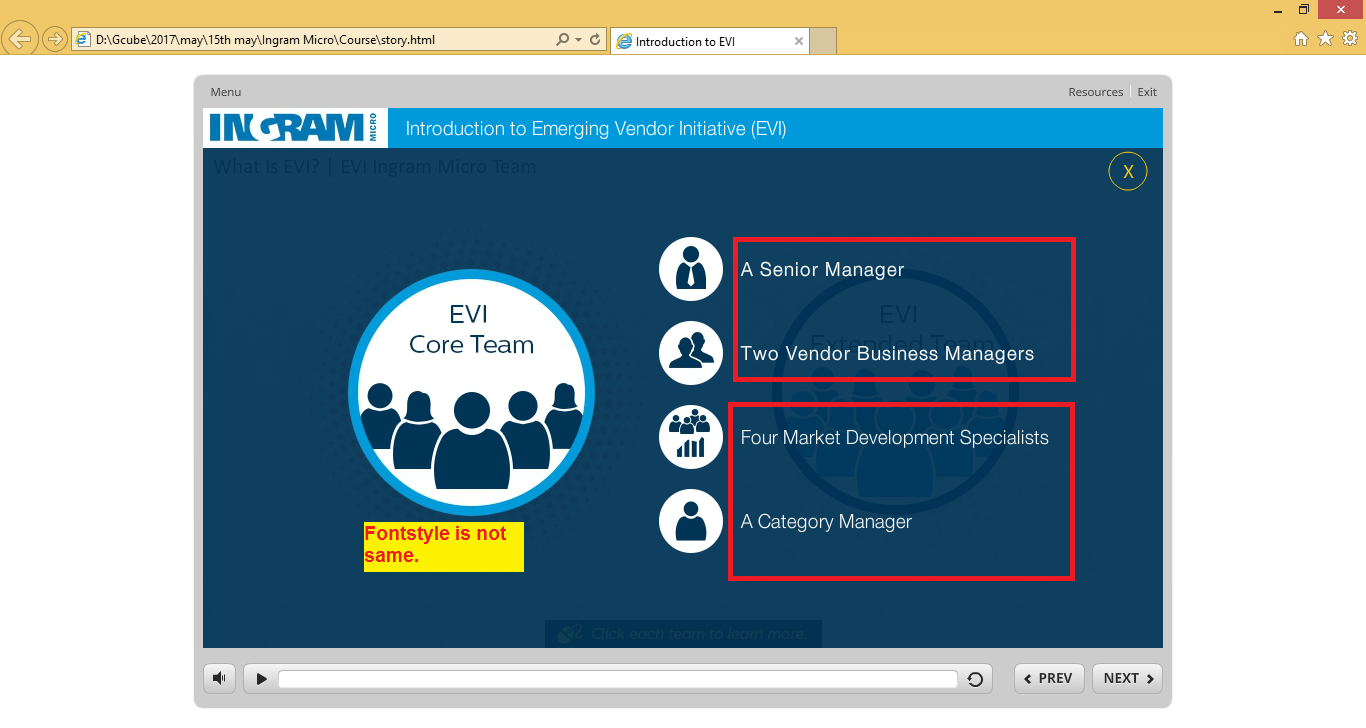 D:\Gcube\2017\may\15th may\Ingram Micro\Course\story.html
Introduction to EVI
Menu
Resources
Exit
INGRAM MICRO
Introduction to Emerging Vendor Initiative (EVI)
What Is EVI? | EVI Ingram Micro Team
X
EVI
Core Team
A Senior Manager
EVI
Extended Team
Two Vendor Business Managers
Four Market Development Specialists
A Category Manager
Fontstyle is not
same.
Click each team to learn more.
PREV
NEXT